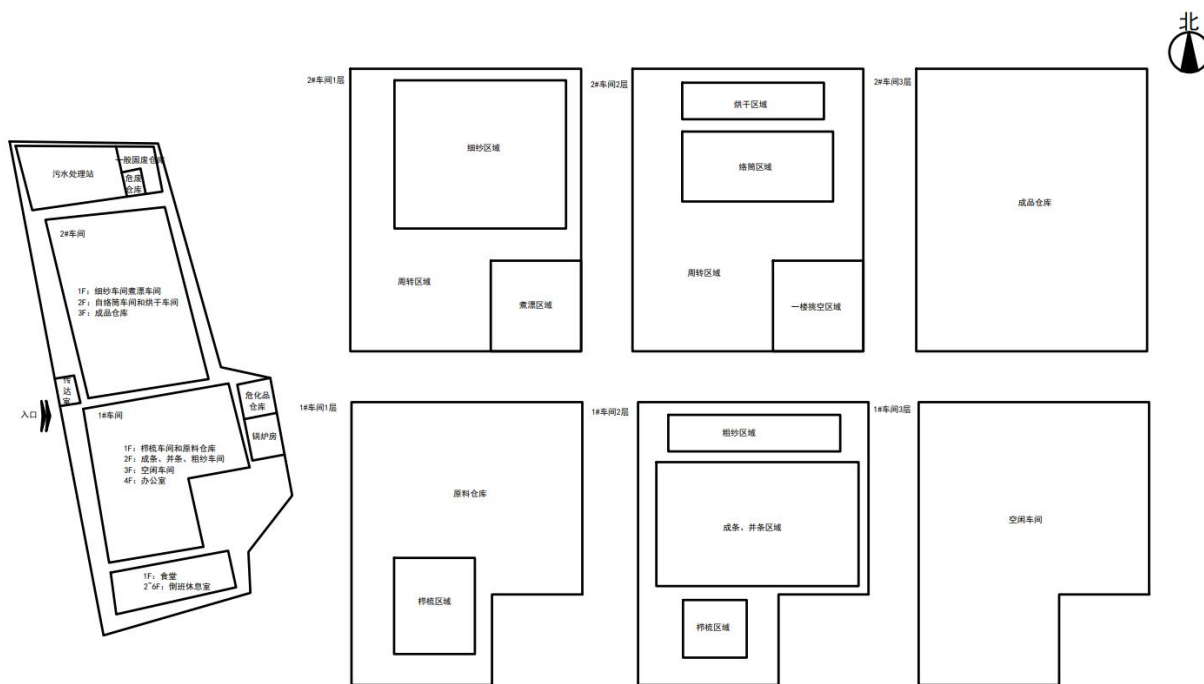 北
2#车间1层
细纱区域
周转区域
煮漂区域
2#车间2层
烘干区域
络筒区域
周转区域
一楼挑空区域
2#车间3层
成品仓库
污水处理站
一般固废仓库
危废
仓库
2#车间
1F: 细纱车间煮漂车间
2F: 自络筒车间和烘干车间
3F: 成品仓库
传
达
室
入口
危化品
仓库
锅炉房
1#车间
1F: 栉梳车间和原料仓库
2F: 成条、并条、粗纱车间
3F: 空闲车间
4F: 办公室
1F: 食堂
2~6F: 倒班休息室
1#车间1层
原料仓库
栉梳区域
1#车间2层
粗纱区域
成条、并条区域
栉梳区域
1#车间3层
空闲车间